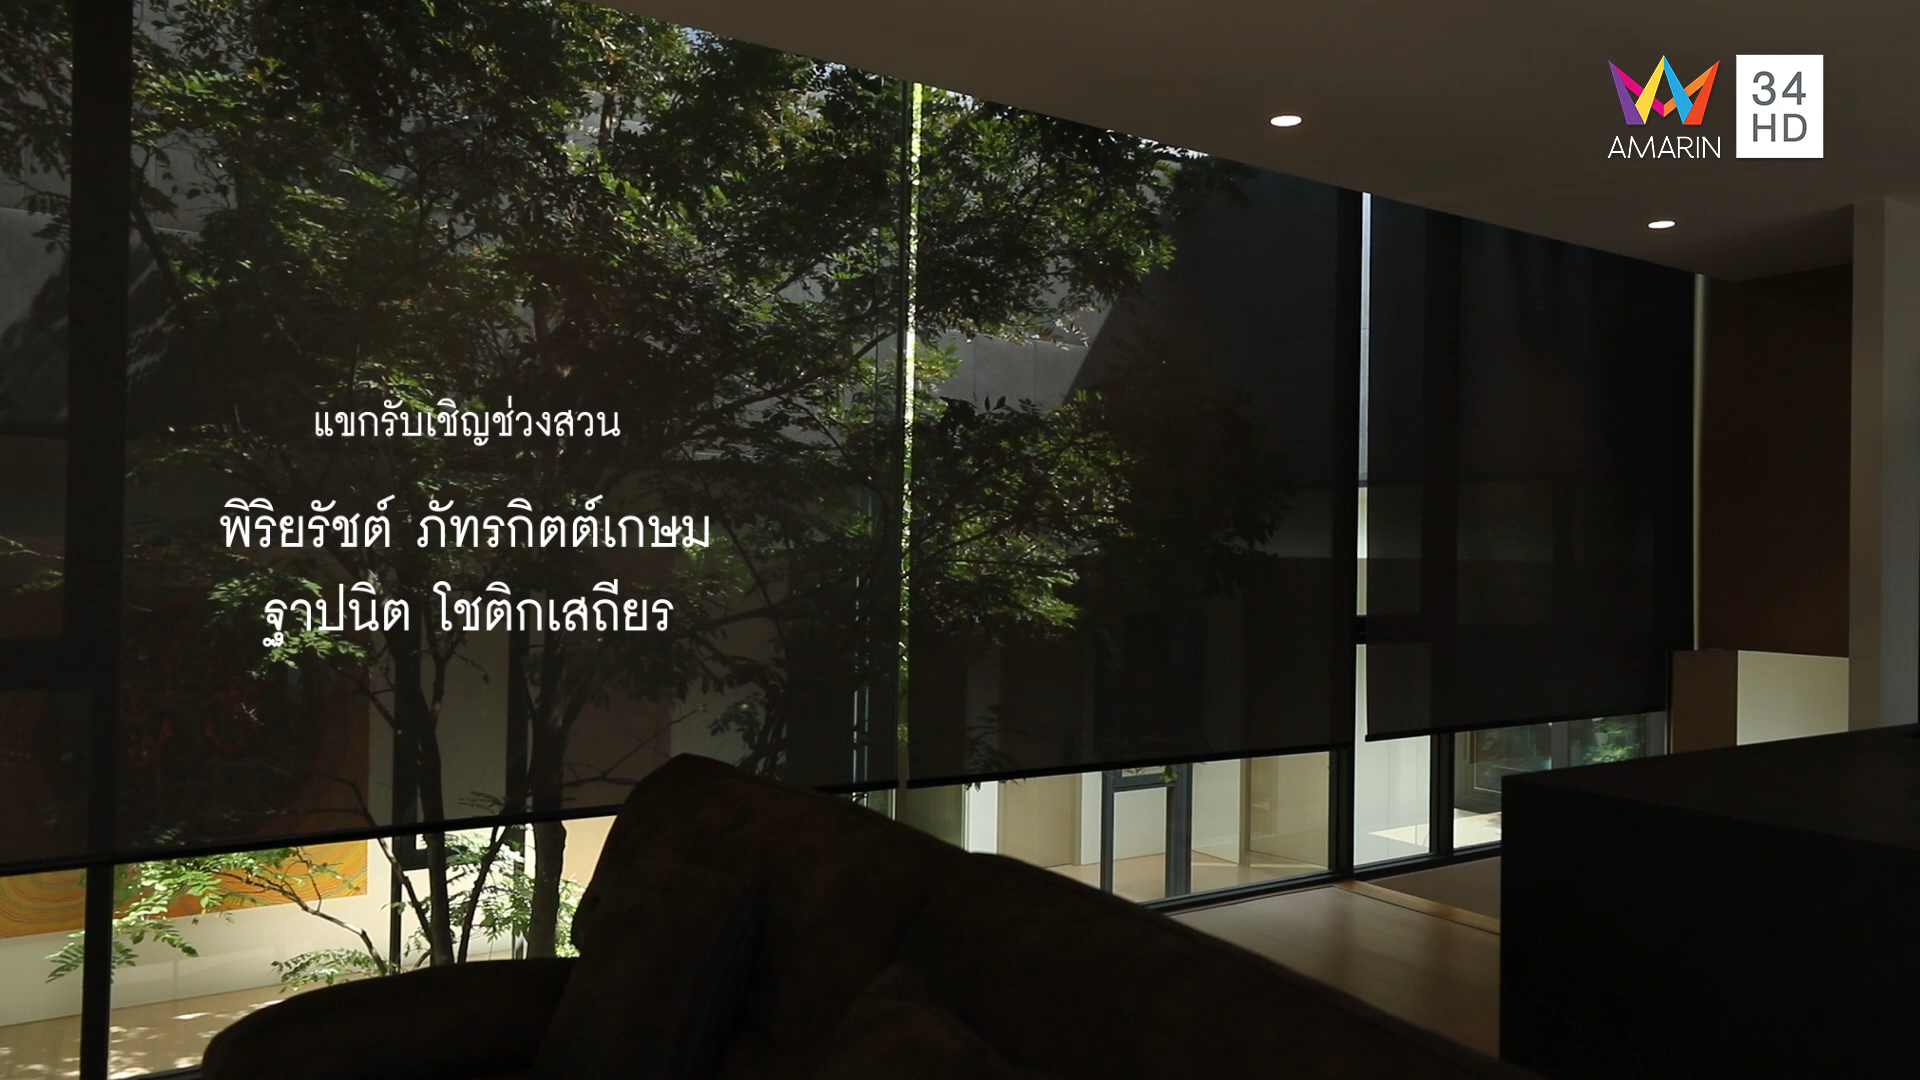 AMARIN
34
HD
แขกรับเชิญช่วงสวน
พิริยรัชต์ ภัทรกิตต์เกษม
ฐาปนิต โชติกเสถียร